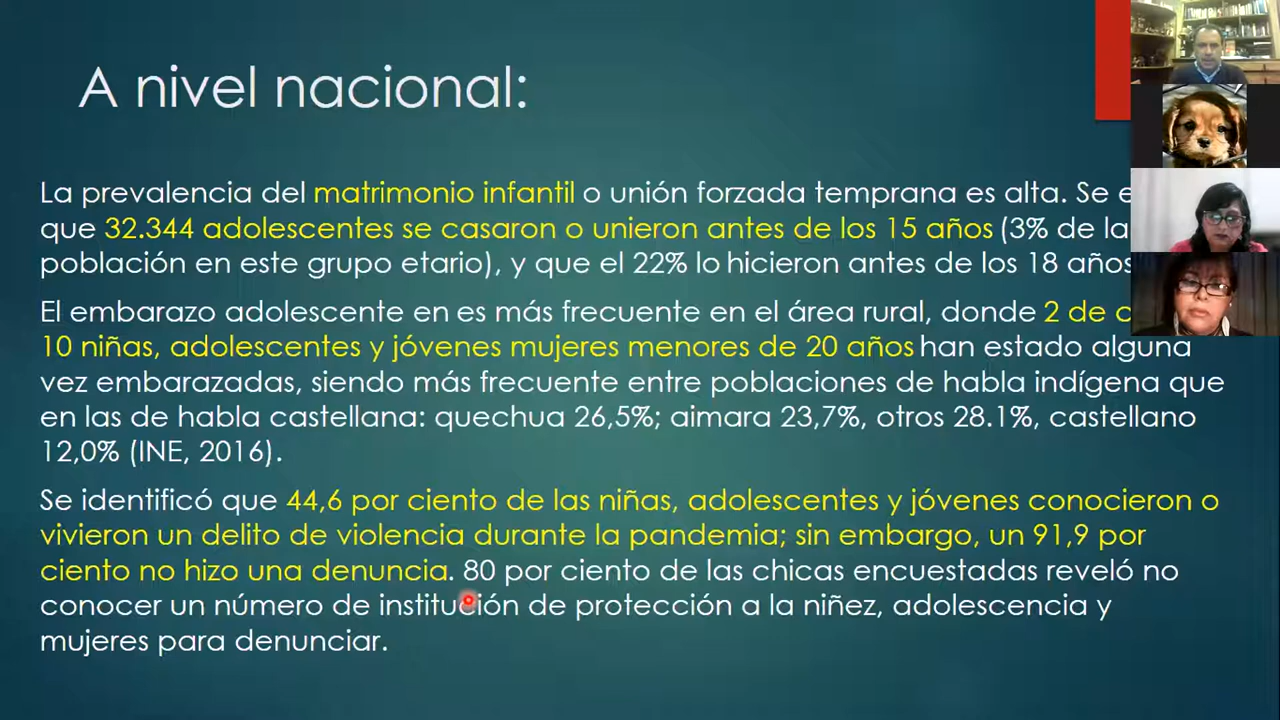 A nivel nacional:
La prevalencia del matrimonio infantil o unión forzada temprana es alta. Se
que 32.344 adolescentes se casaron o unieron antes de los 15 años (3% de la
población en este grupo etario), y que el 22% lo hicieron antes de los 18 años
El embarazo adolescente en es más frecuente en el área rural, donde 2 de
10 niñas, adolescentes y jóvenes mujeres menores de 20 años han estado alguna
vez embarazadas, siendo más frecuente entre poblaciones de habla indígena que
en las de habla castellana: quechua 26,5%; aimara 23,7%, otros 28.1%, castellano
12,0% (INE, 2016).
Se identificó que 44,6 por ciento de las niñas, adolescentes y jóvenes conocieron o
vivieron un delito de violencia durante la pandemia; sin embargo, un 91,9 por
ciento no hizo una denuncia. 80 por ciento de las chicas encuestadas reveló no
conocer un número de institución de protección a la niñez, adolescencia y
mujeres para denunciar.